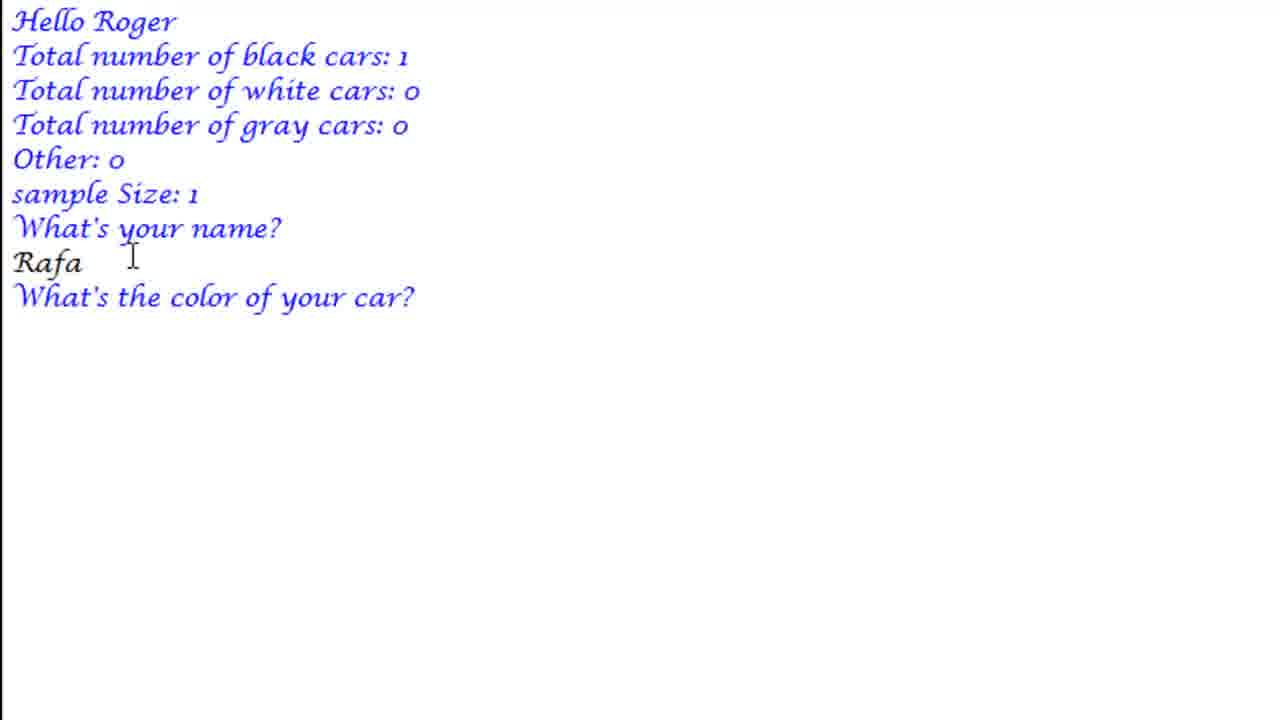 Hello Roger
Total number of black cars: 1
Total number of white cars: 0
Total number of gray cars: 0
Other: 0
sample Size: 1
What's your name?
Rafa
What's the color of your car?